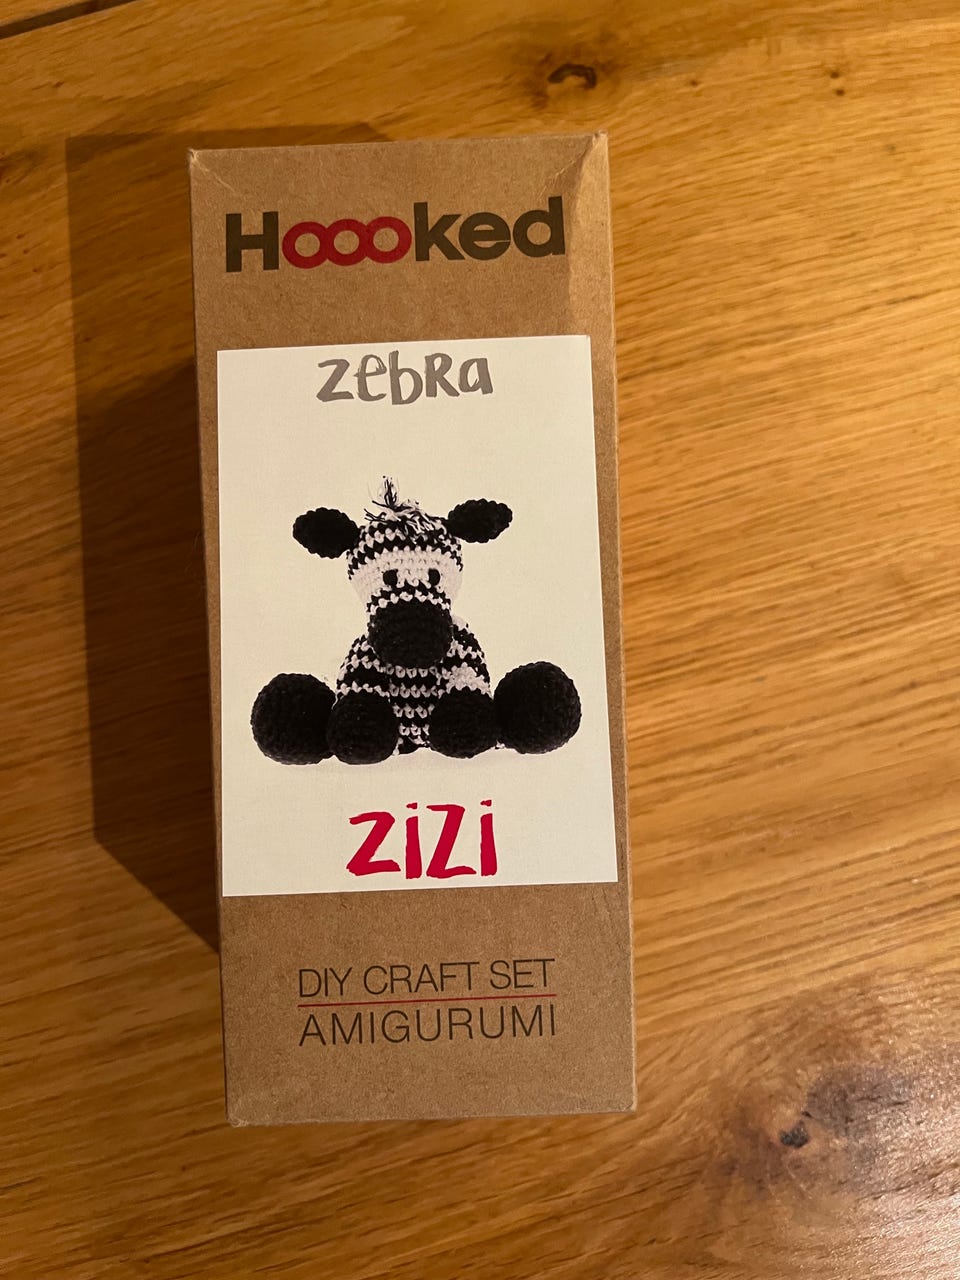 Hoooked
zebRa
ZiZi
DIY CRAFT SET
AMIGURUMI